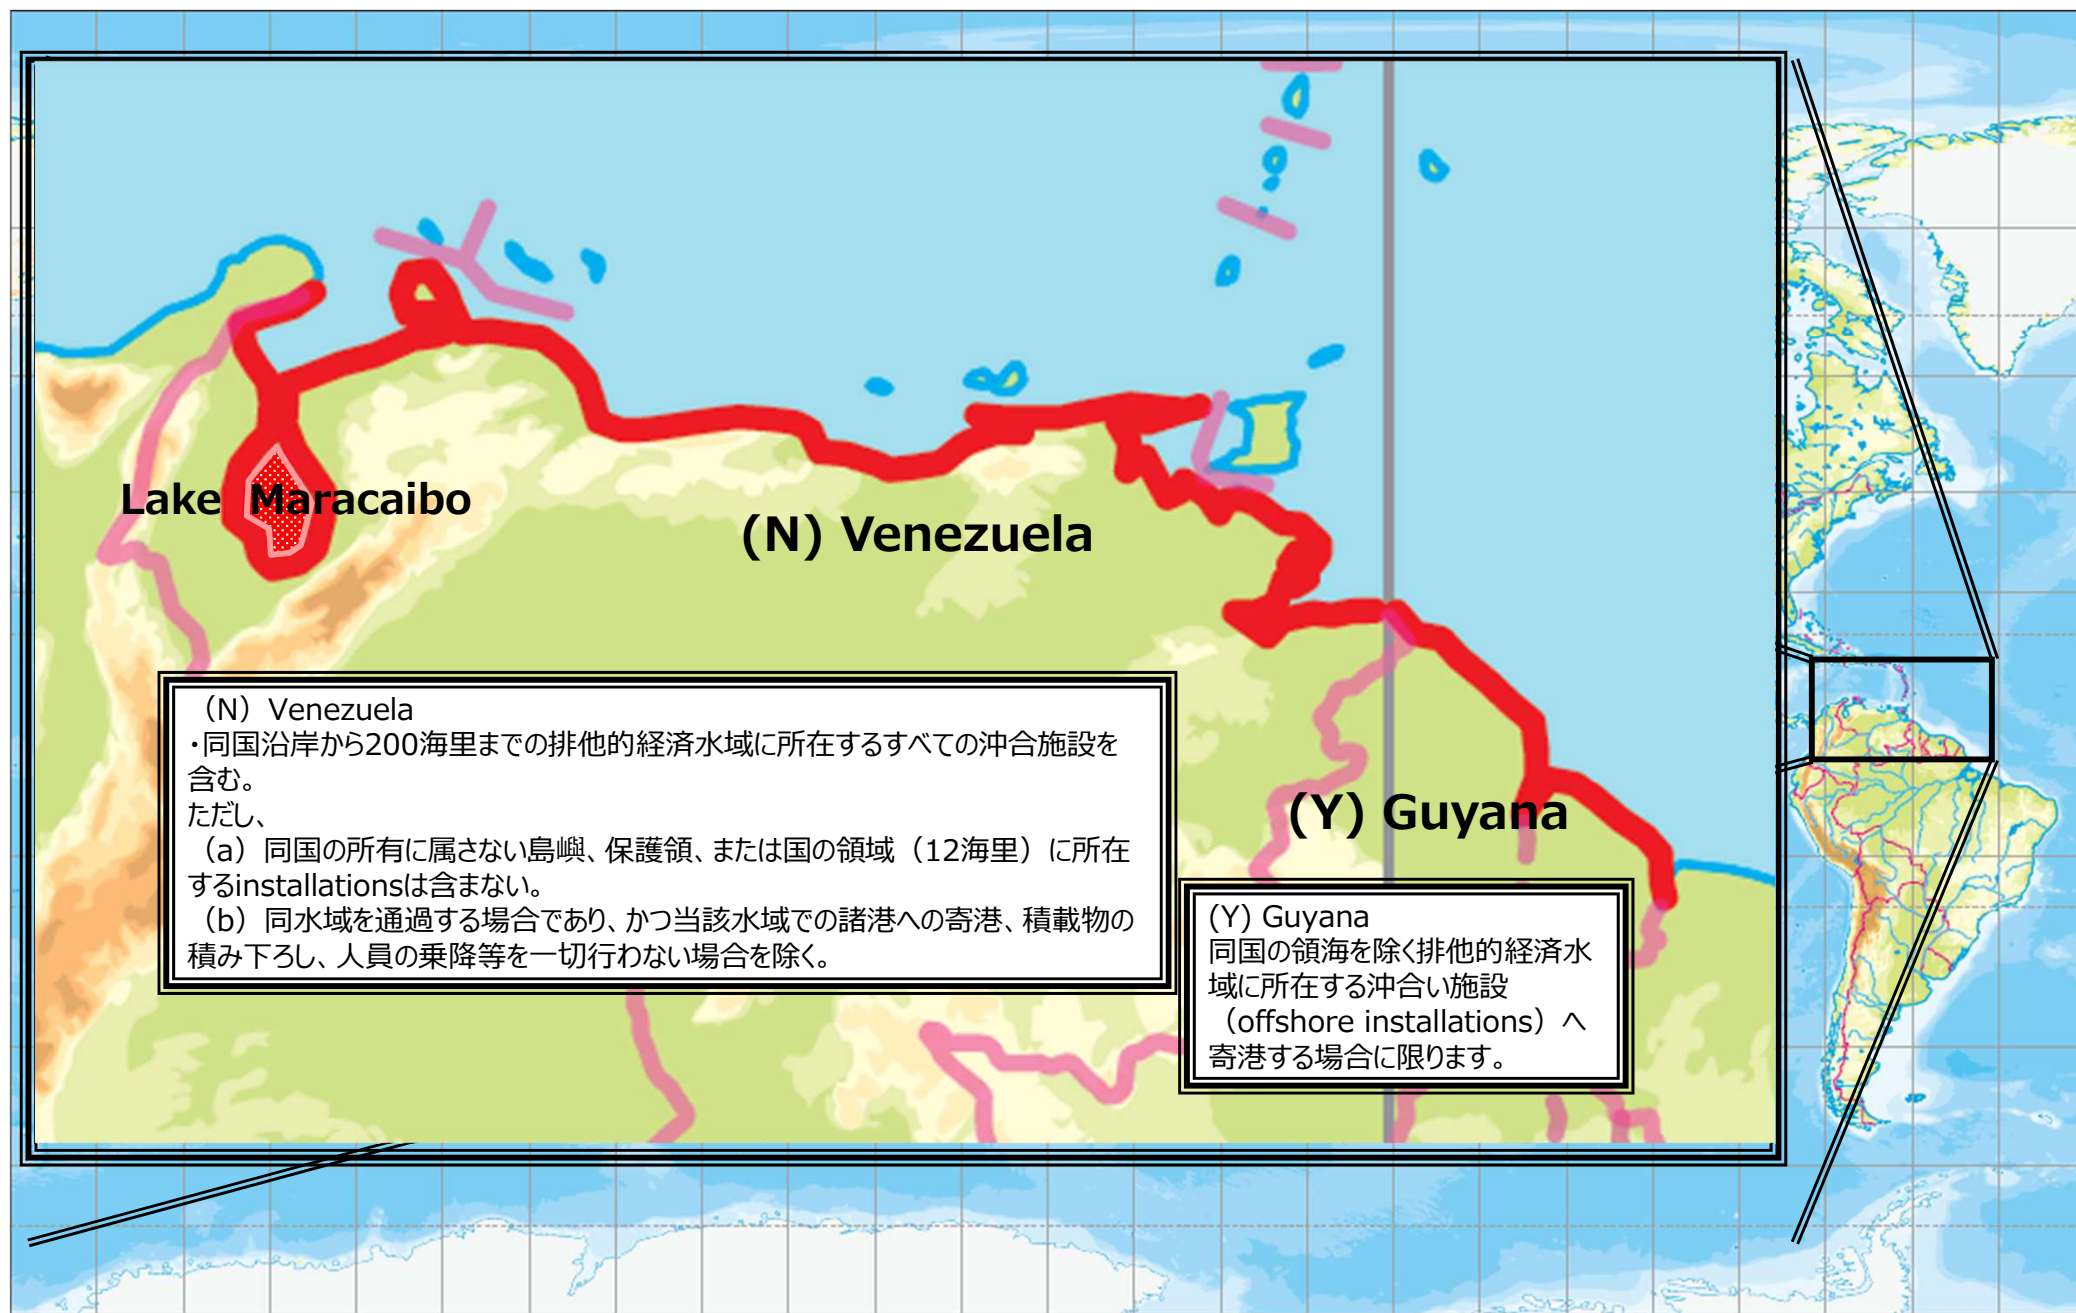 Lake Maracaibo
(N) Venezuela
(Y) Guyana
（N）Venezuela
・同国沿岸から200海里までの排他的経済水域に所在するすべての沖合施設を
含む。
ただし、
（a）同国の所有に属さない島嶼、保護領、または国の領域（12海里）に所在
するinstallationsは含まない。
（b）同水域を通過する場合であり、かつ当該水域での諸港への寄港、積載物の
積み下ろし、人員の乗降等を一切行わない場合を除く。
(Y) Guyana
同国の領海を除く排他的経済水
域に所在する沖合い施設
（offshore installations）へ
寄港する場合に限ります。